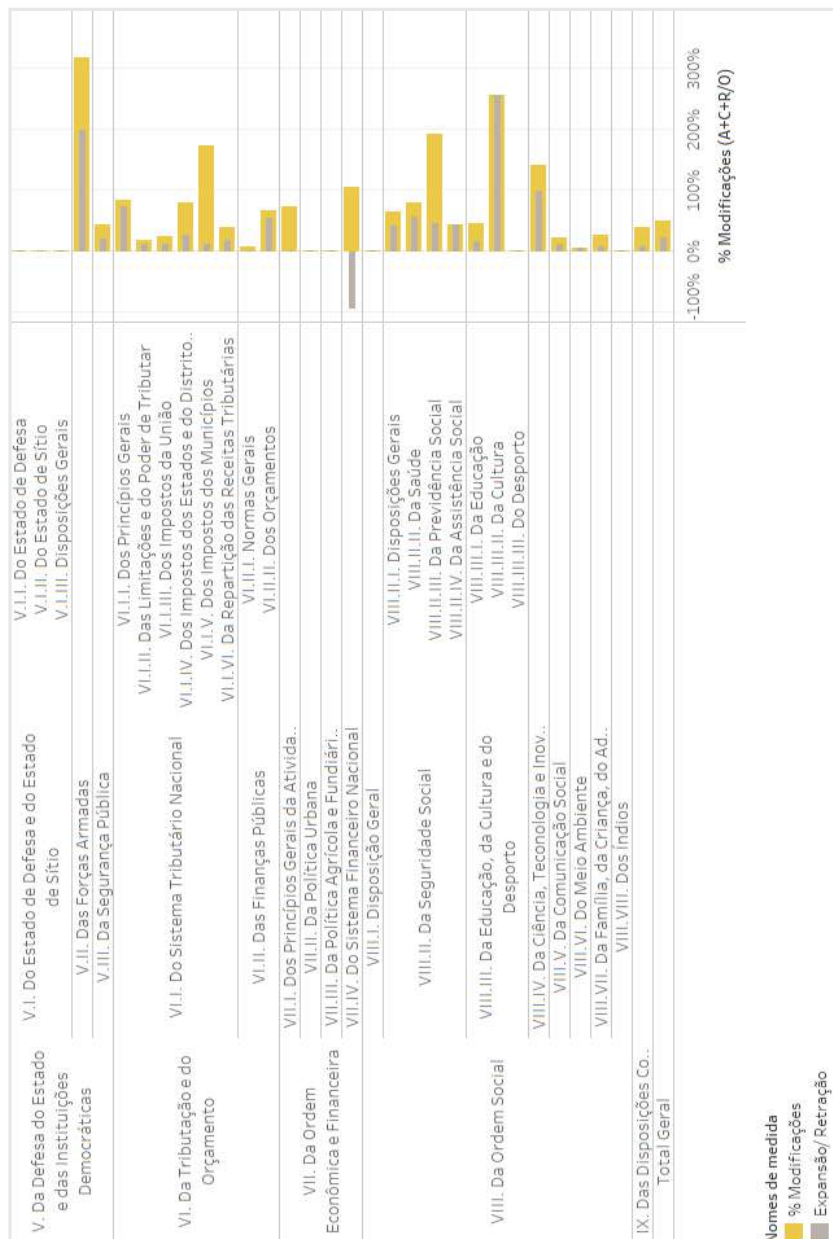 V. Da Defesa do Estado
e das Instituições
Democráticas
V.I. Do Estado de Defesa e do Estado
de Sítio
V.I.I. Do Estado de Defesa
V.I.II. Do Estado de Sítio
V.I.III. Disposições Gerais
V.II. Das Forças Armadas
V.III. Da Segurança Pública
VI. Da Tributação e do
Orçamento
VI.I. Do Sistema Tributário Nacional
VI.I.I. Dos Princípios Gerais
VI.I.II. Das Limitações e do Poder de Tributar
VI.I.III. Dos Impostos da União
VI.I.IV. Dos Impostos dos Estados e do Distrito..
VI.I.V. Dos Impostos dos Municípios
VI.I.VI. Da Repartição das Receitas Tributárias
VI.II. Das Finanças Públicas
VI.II.I. Normas Gerais
VI.II.II. Dos Orçamentos
VII. Da Ordem
Econômica e Financeira
VII.I. Dos Princípios Gerais da Ativida..
VII.II. Da Política Urbana
VII.III. Da Política Agrícola e Fundiári..
VII.IV. Do Sistema Financeiro Nacional
VIII. Da Ordem Social
VIII.I. Disposição Geral
VIII.II. Da Seguridade Social
VIII.II.I. Disposições Gerais
VIII.II.II. Da Saúde
VIII.II.III. Da Previdência Social
VIII.II.IV. Da Assistência Social
VIII.III. Da Educação, da Cultura e do
Desporto
VIII.III.I. Da Educação
VIII.III.II. Da Cultura
VIII.III.III. Do Desporto
VIII.IV. Da Ciência, Teconologia e Inov..
VIII.V. Da Comunicação Social
VIII.VI. Do Meio Ambiente
VIII.VII. Da Família, da Criança, do Ad..
VIII.VIII. Dos Índios
IX. Das Disposições Co..
Total Geral
-100% 0% 100% 200% 300%
% Modificações (A+C+R/O)
Nomes de medida
% Modificações
Expansão/ Retração